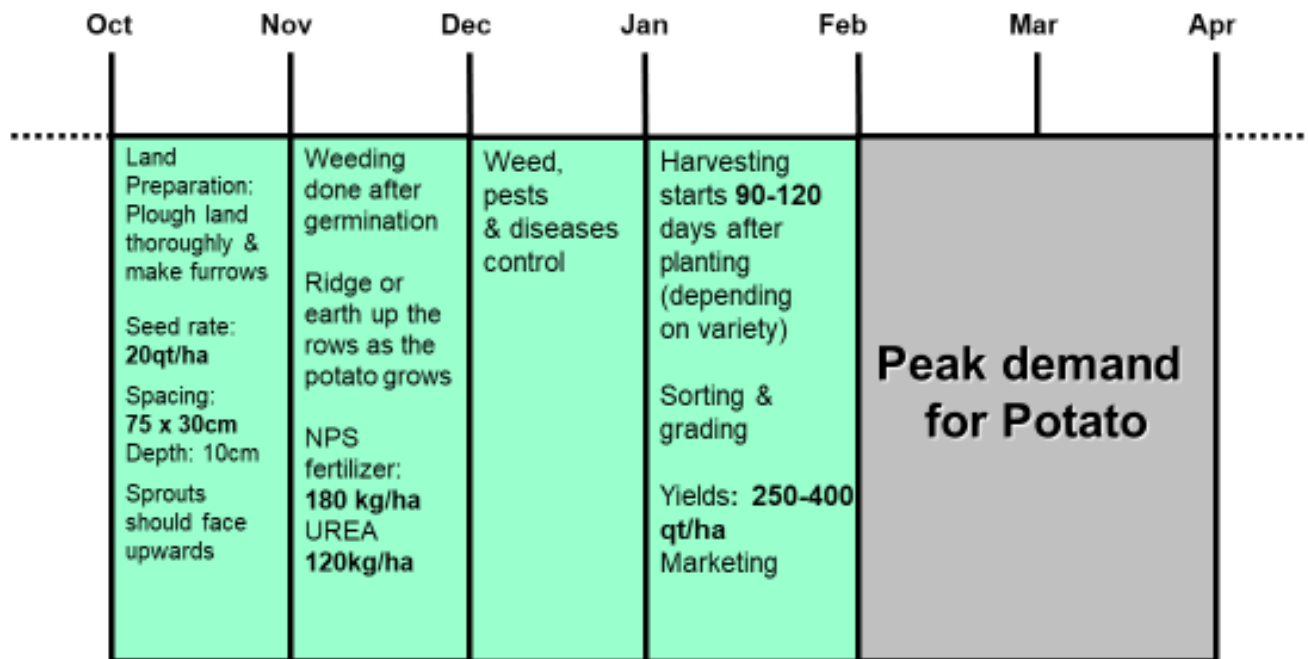 Oct Nov Dec Jan Feb Mar Apr
Land
Preparation:
Plough land
thoroughly &
make furrows
Seed rate:
20qt/ha
Spacing:
75 x 30cm
Depth: 10cm
Sprouts
should face
upwards
Weeding
done after
germination
Ridge or
earth up the
rows as the
potato grows
NPS
fertilizer:
180 kg/ha
UREA
120kg/ha
Weed,
pests
& diseases
control
Harvesting
starts 90-120
days after
planting
(depending
on variety)
Sorting &
grading
Yields: 250-400
qt/ha
Marketing
Peak demand
for Potato